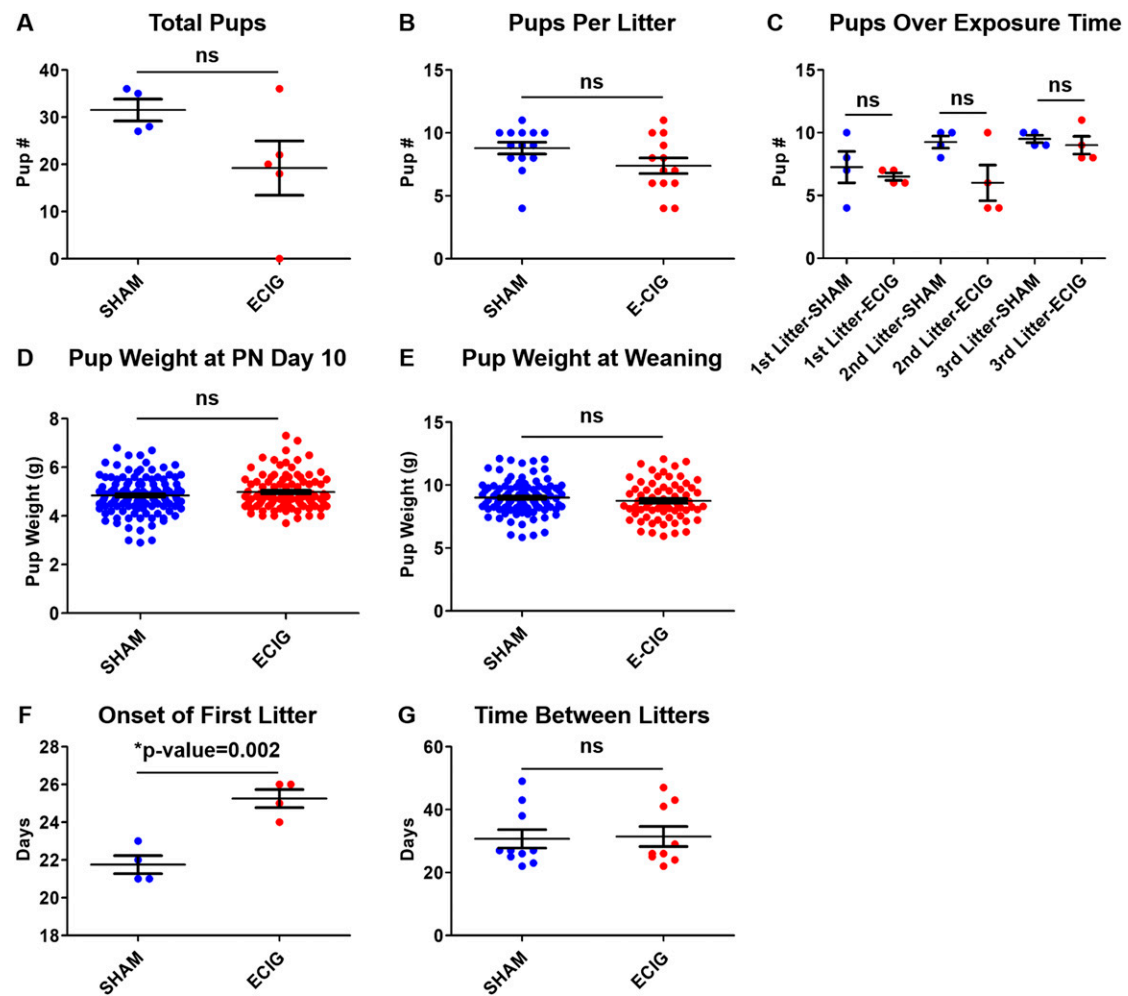 A Total Pups
ns
Pup #
40
30
20
10
0
SHAM
ECIG
B Pups Per Litter
ns
Pup #
15
10
5
0
SHAM
E-CIG
C Pups Over Exposure Time
ns
ns
ns
Pup #
15
10
5
0
1st Litter-SHAM
1st Litter-ECIG
2nd Litter-SHAM
2nd Litter-ECIG
3rd Litter-SHAM
3rd Litter-ECIG
D Pup Weight at PN Day 10
ns
Pup Weight (g)
8
6
4
2
0
SHAM
ECIG
E Pup Weight at Weaning
ns
Pup Weight (g)
15
10
5
0
SHAM
E-CIG
F Onset of First Litter
*p-value=0.002
Days
28
26
24
22
20
18
SHAM
ECIG
G Time Between Litters
ns
Days
60
40
20
0
SHAM
ECIG